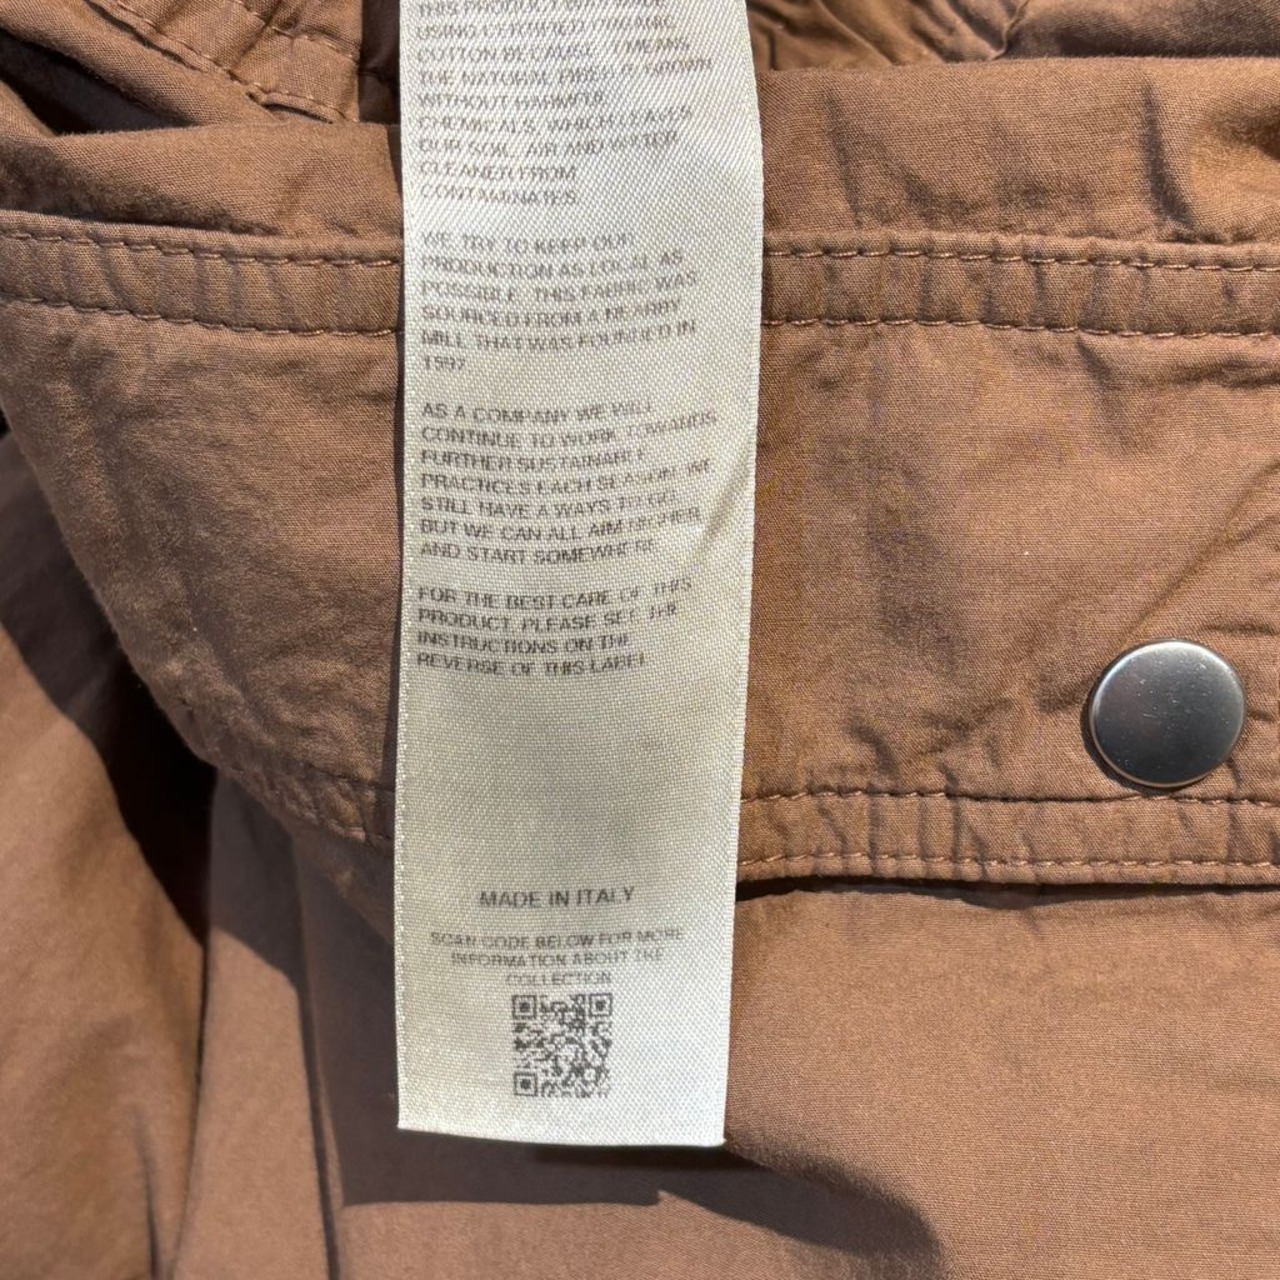 THIS PRODUCT WAS
USING CERTIFIED ORGANIC
COTTON BECAUSE IT MEANS
THE NATURAL FIBER IS GROWN
WITHOUT HARMFUL
CHEMICALS, WHICH LEAVES
OUR SOIL, AIR AND WATER
CLEANER FROM
CONTAMINATES.
WE TRY TO KEEP OUR
PRODUCTION AS LOCAL AS
POSSIBLE. THIS FABRIC WAS
SOURCED FROM A NEARBY
MILL THAT WAS FOUNDED IN
AS A COMPANY WE WILL
CONTINUE TO WORK TOWARDS
FURTHER SUSTAINABLE
PRACTICES EACH SEASON. WE
STILL HAVE A WAYS TO GO,
BUT WE CAN ALL AIM HIGHER
AND START SOMEWHERE.
FOR THE BEST CARE OF THIS
PRODUCT, PLEASE SEE THE
INSTRUCTIONS ON THE
REVERSE OF THIS LABEL.
MADE IN ITALY
SCAN CODE BELOW FOR MORE
INFORMATION ABOUT THE
COLLECTION